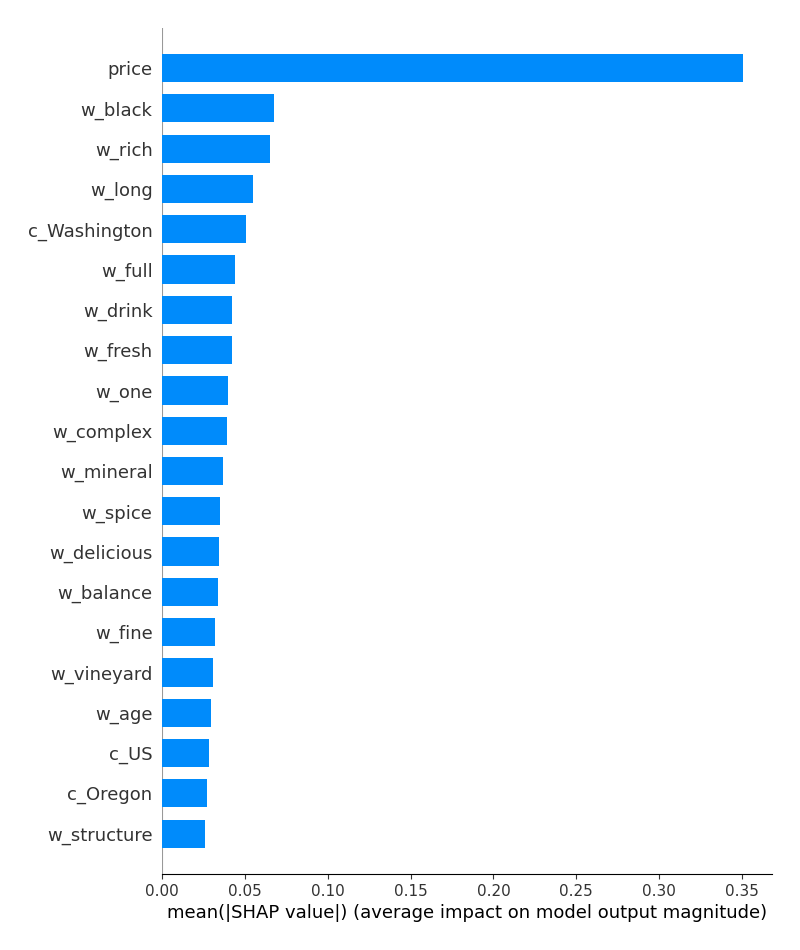 price
w_black
w_rich
w_long
c_Washington
w_full
w_drink
w_fresh
w_one
w_complex
w_mineral
w_spice
w_delicious
w_balance
w_fine
w_vineyard
w_age
c_US
c_Oregon
w_structure
0.00 0.05 0.10 0.15 0.20 0.25 0.30 0.35
mean(|SHAP value|) (average impact on model output magnitude)